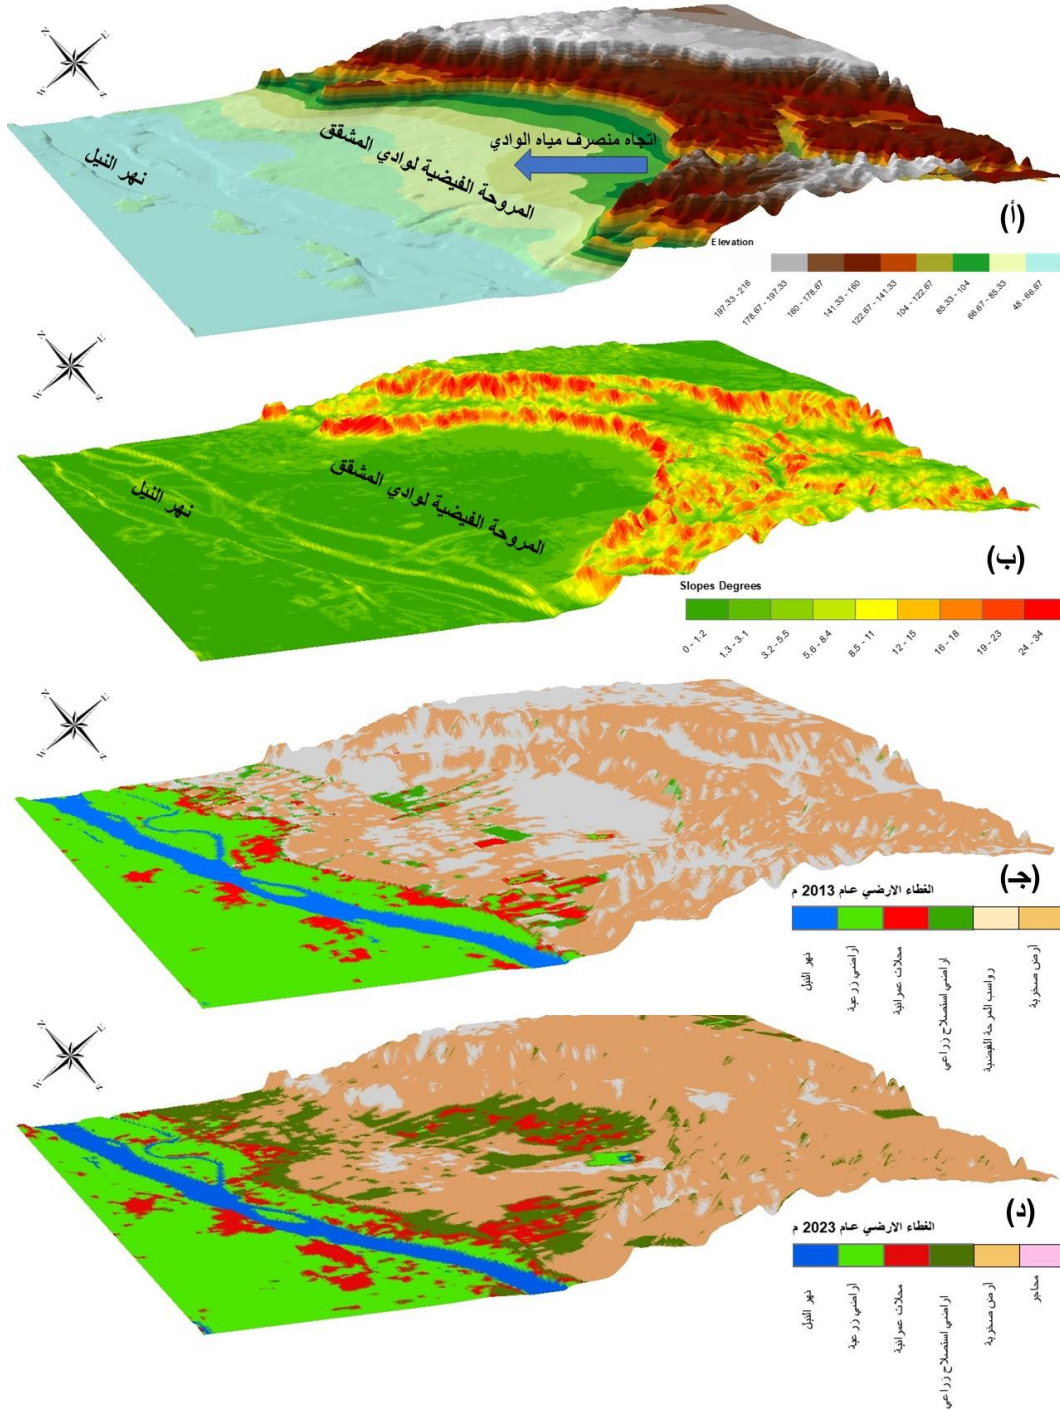 N
E
W
S
اتجاه منصرف مياه الوادي
المروحة الفيضية لوادي المشقق
نهر النيل
(أ)
Elevation
197.33 - 216
178.67 - 197.33
160 - 178.67
141.33 - 160
122.67 - 141.33
104 - 122.67
85.33 - 104
66.67 - 85.33
48 - 66.67
N
E
W
S
المروحة الفيضية لوادي المشقق
نهر النيل
(ب)
Slopes Degrees
0 - 1.2
1.3 - 3.1
3.2 - 5.5
5.6 - 8.4
8.5 - 11
12 - 15
16 - 18
19 - 23
24 - 34
N
E
W
S
(جـ)
الغطاء الارضي عام 2013 م
نهر النيل
أراضي زرعية
محلات عمرانية
اراضي استصلاح زراعي
رواسب المرحة الفيضية
أرض صخرية
N
E
W
S
(د)
الغطاء الارضي عام 2023 م
نهر النيل
أراضي زرعية
محلات عمرانية
اراضي استصلاح زراعي
أرض صخرية
محاجر